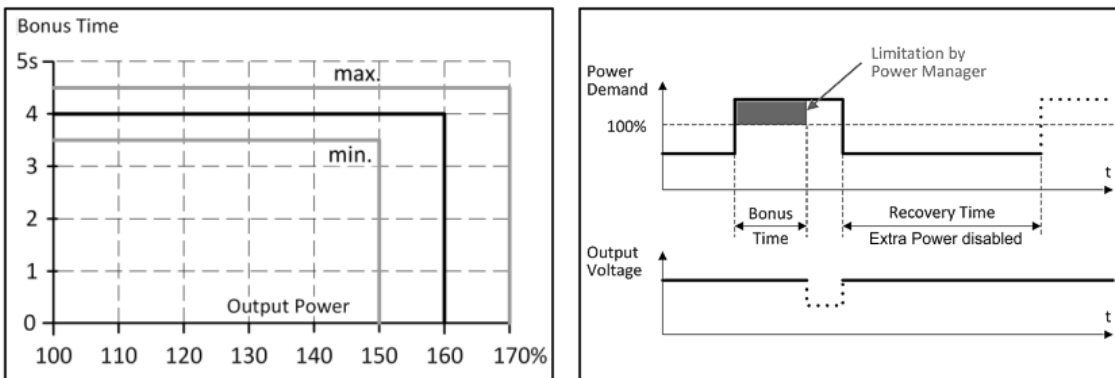 Bonus Time
5s
max.
4
min.
3
2
1
Output Power
0
100 110 120 130 140 150 160 170%
Limitation by
Power Manager
Power
Demand
100%
t
Bonus
Time
Recovery Time
Extra Power disabled
Output
Voltage
t